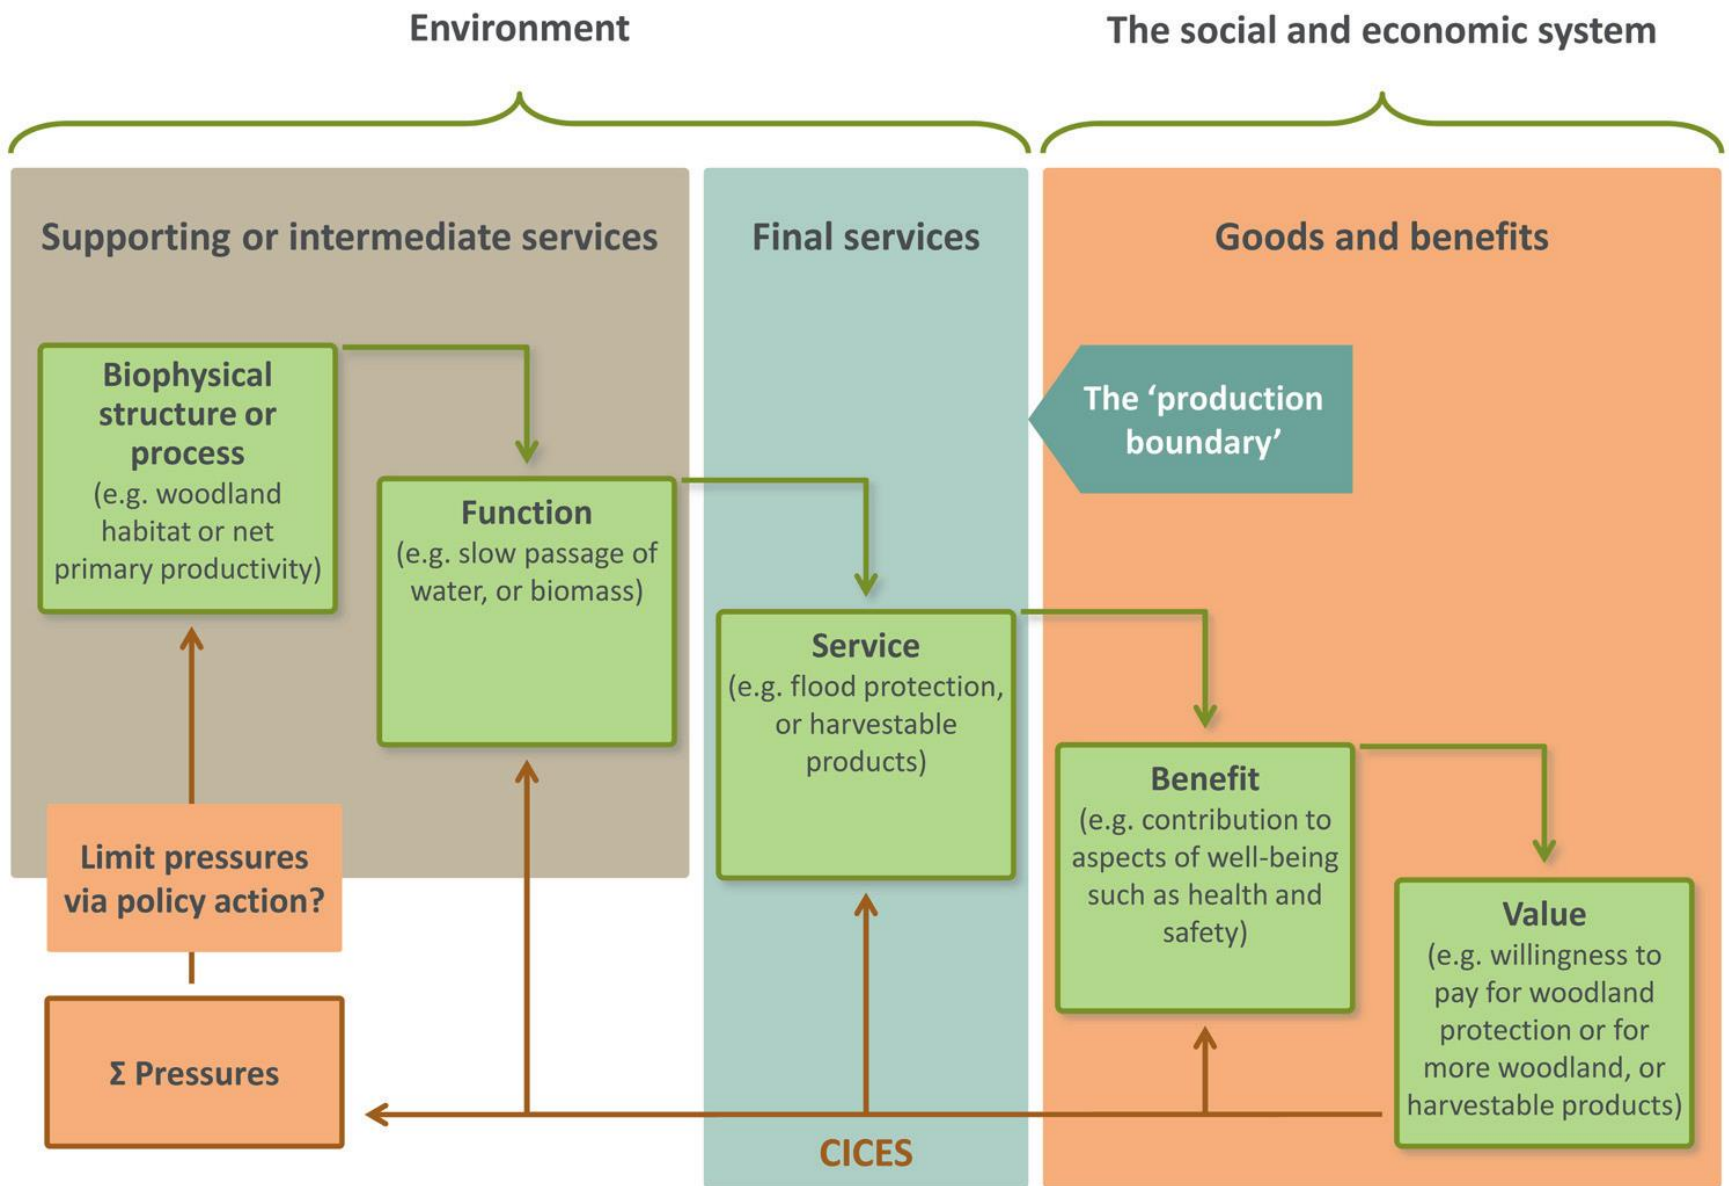 Environment
The social and economic system
Supporting or intermediate services
Final services
Goods and benefits
Biophysical
structure or
process
(e.g. woodland
habitat or net
primary productivity)
The ‘production
boundary’
Function
(e.g. slow passage of
water, or biomass)
Service
(e.g. flood protection,
or harvestable
products)
Benefit
(e.g. contribution to
aspects of well-being
such as health and
safety)
Value
(e.g. willingness to
pay for woodland
protection or for
more woodland, or
harvestable products)
Limit pressures
via policy action?
Σ Pressures
CICES